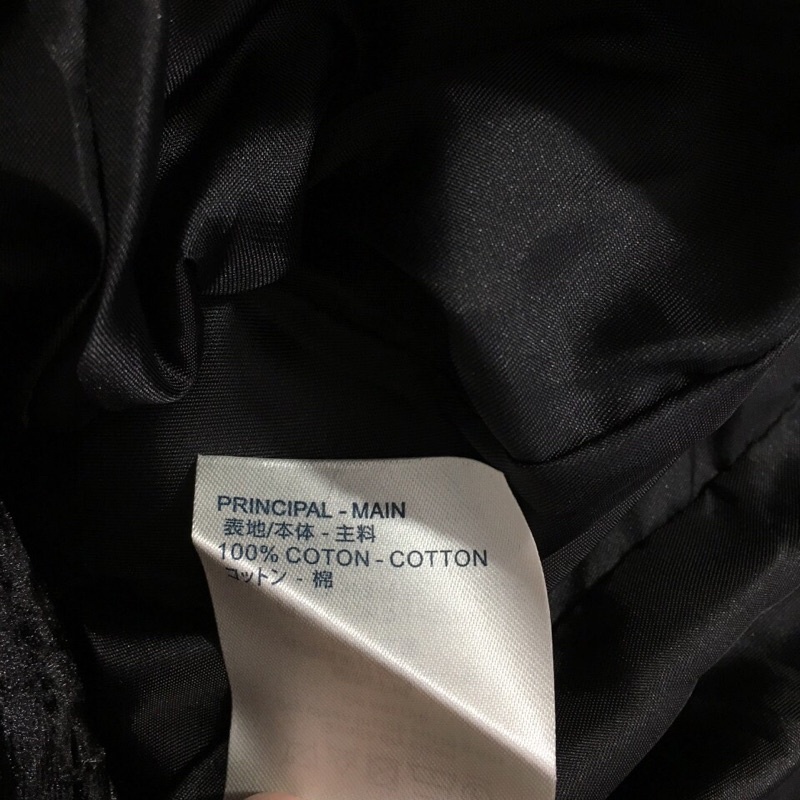 PRINCIPAL - MAIN
表地/本体 - 主料
100% COTON - COTTON
コットン - 棉